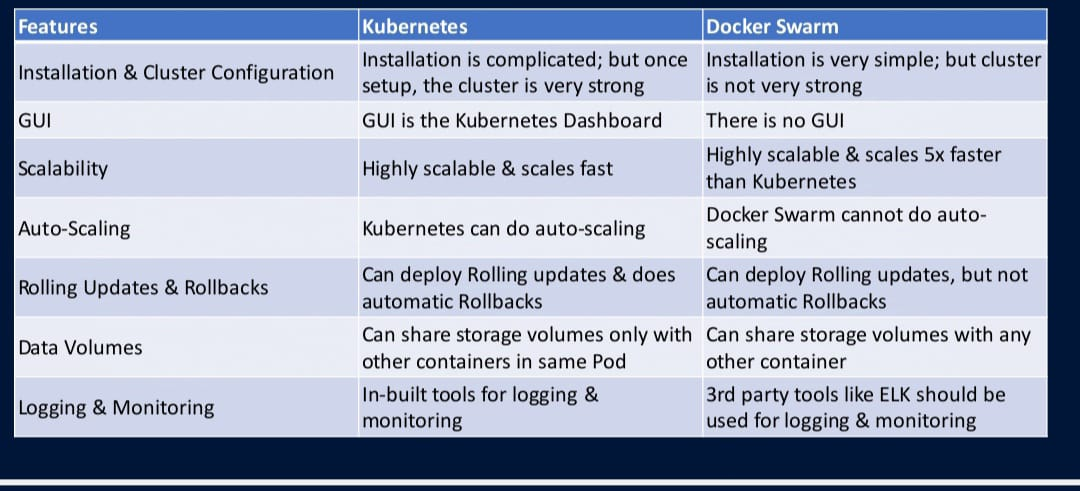 Features Kubernetes Docker Swarm
Installation & Cluster Configuration
Installation is complicated; but once
setup, the cluster is very strong
Installation is very simple; but cluster
is not very strong
GUI
GUI is the Kubernetes Dashboard
There is no GUI
Scalability
Highly scalable & scales fast
Highly scalable & scales 5x faster
than Kubernetes
Auto-Scaling
Kubernetes can do auto-scaling
Docker Swarm cannot do auto-
scaling
Rolling Updates & Rollbacks
Can deploy Rolling updates & does
automatic Rollbacks
Can deploy Rolling updates, but not
automatic Rollbacks
Data Volumes
Can share storage volumes only with
other containers in same Pod
Can share storage volumes with any
other container
Logging & Monitoring
In-built tools for logging &
monitoring
3rd party tools like ELK should be
used for logging & monitoring